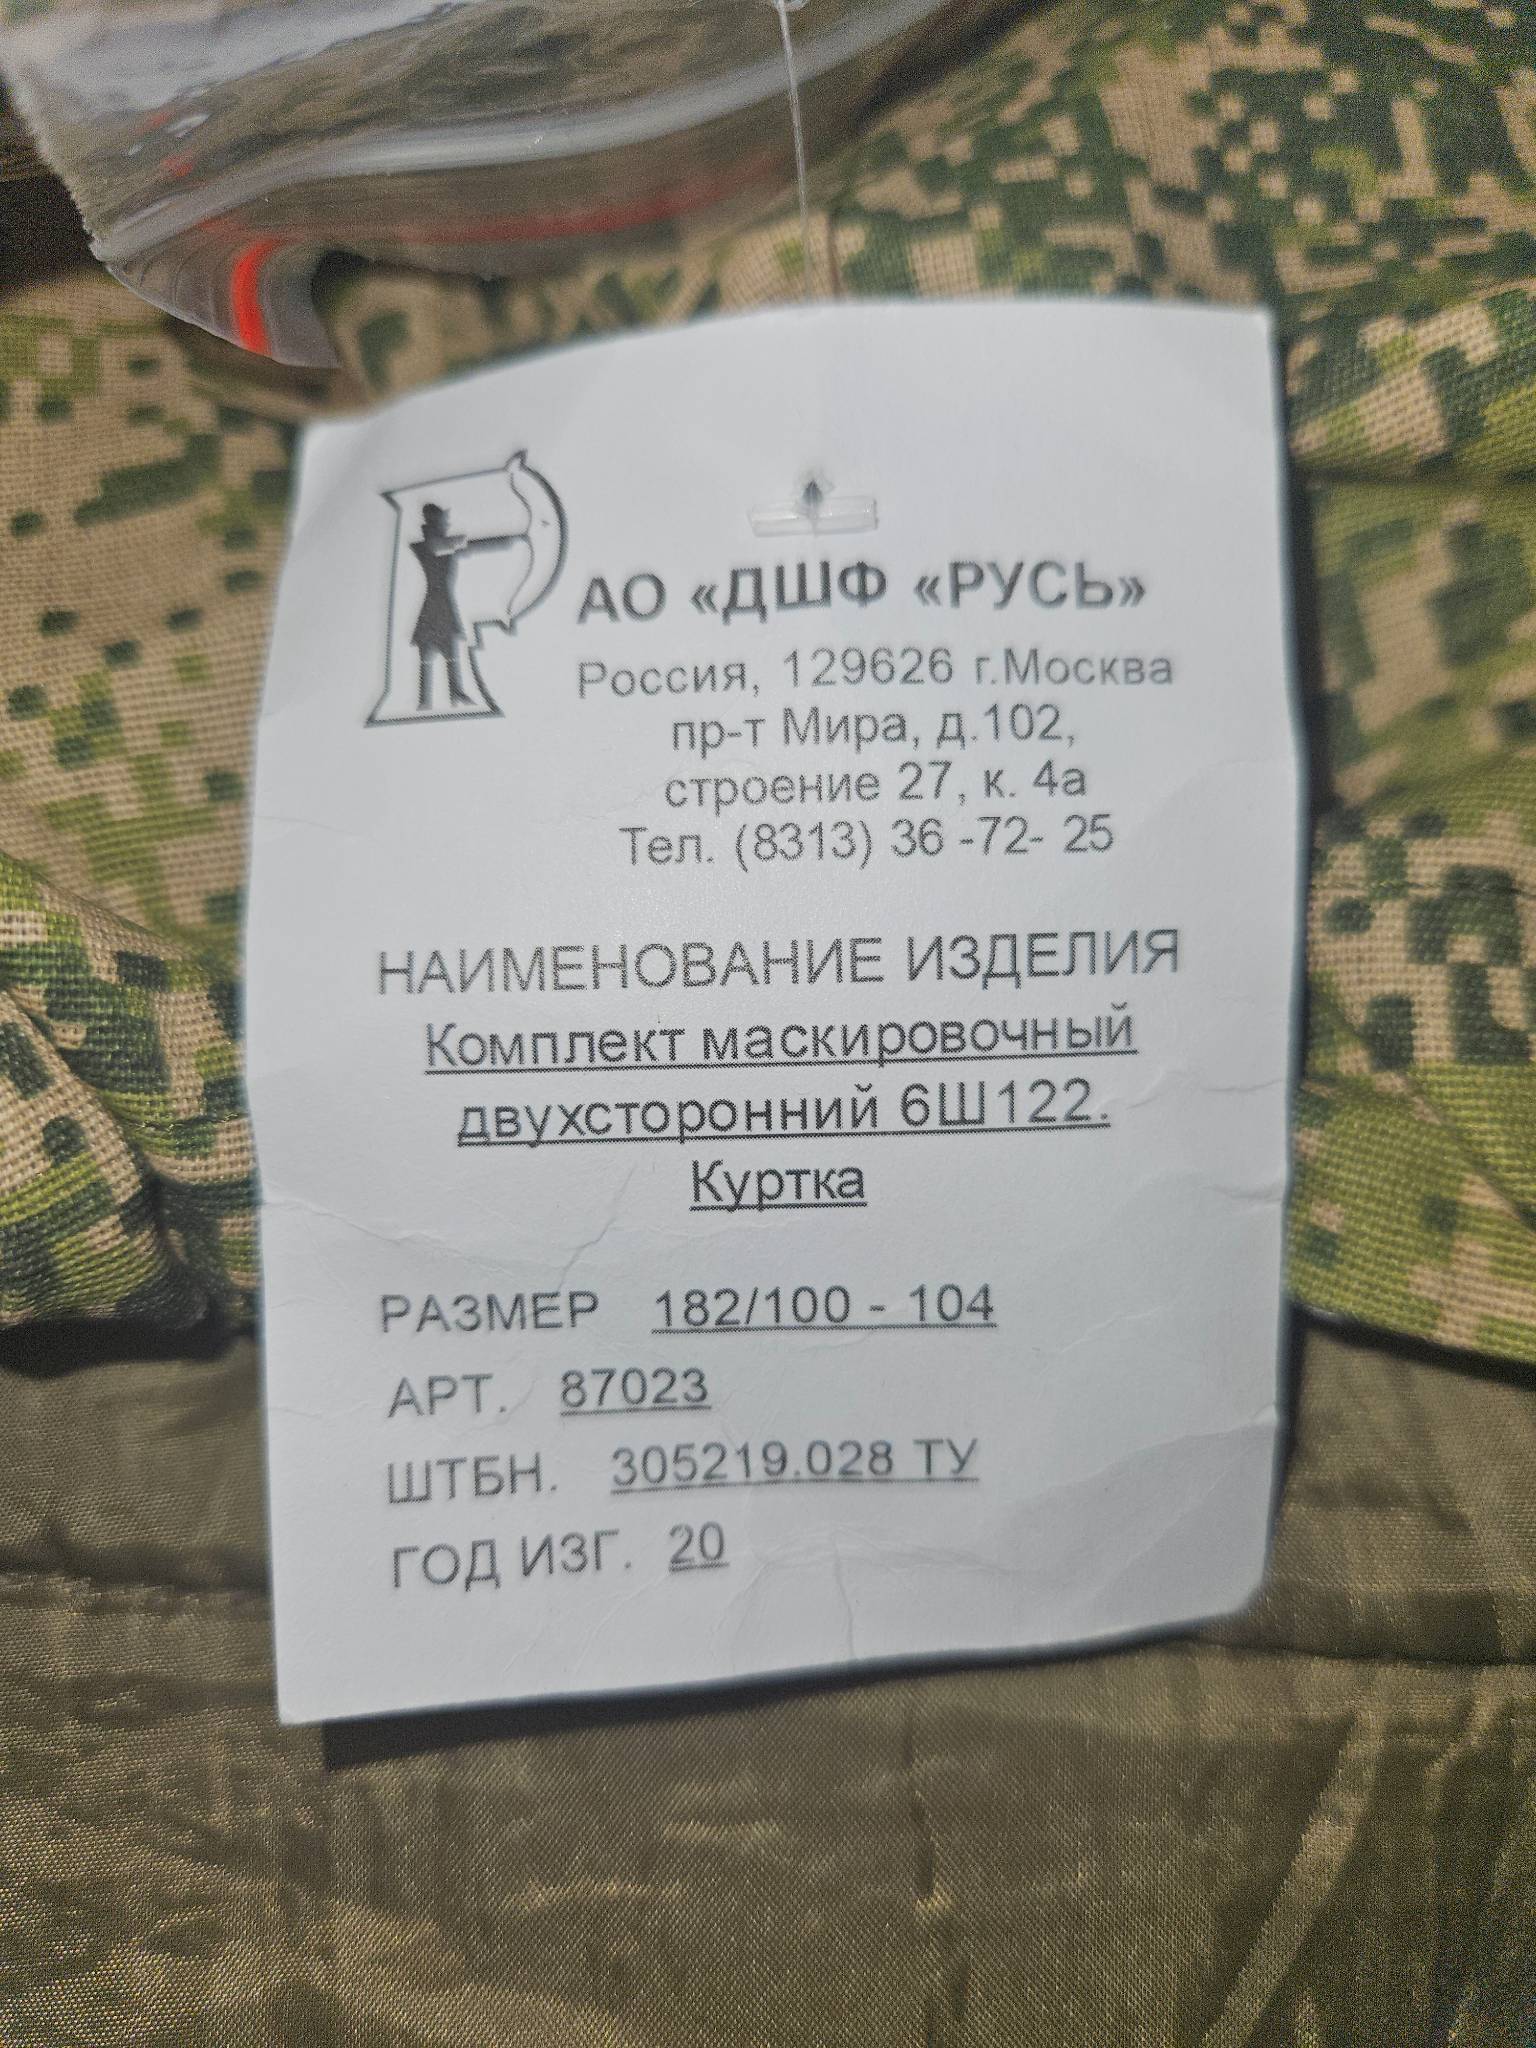 АО «ДШФ «РУСЬ»
Россия, 129626 г.Москва
пр-т Мира, д.102,
строение 27, к. 4а
Тел. (8313) 36 -72- 25
НАИМЕНОВАНИЕ ИЗДЕЛИЯ
Комплект маскировочный
двухсторонний 6Ш122.
Куртка
РАЗМЕР 182/100 - 104
АРТ. 87023
ШТБН. 305219.028 ТУ
ГОД ИЗГ. 20